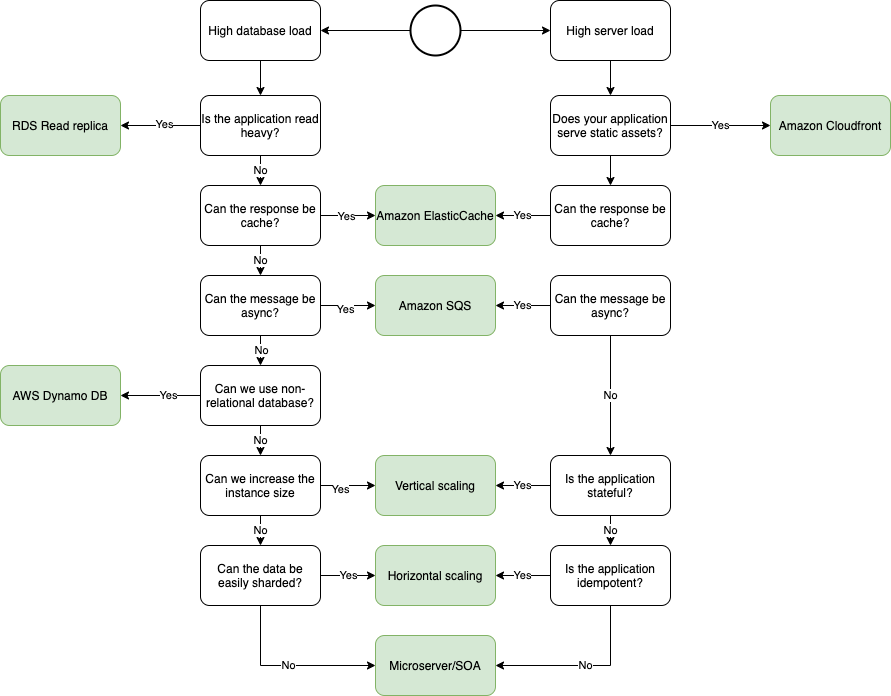 High database load
High server load
RDS Read replica
Yes
Is the application read
heavy?
Does your application
serve static assets?
Yes
Amazon Cloudfront
No
Can the response be
cache?
Yes
Amazon ElasticCache
Yes
Can the response be
cache?
No
Can the message be
async?
Yes
Amazon SQS
Yes
Can the message be
async?
No
AWS Dynamo DB
Yes
Can we use non-
relational database?
No
No
Can we increase the
instance size
Yes
Vertical scaling
Yes
Is the application
stateful?
No
No
Can the data be
easily sharded?
Yes
Horizontal scaling
Yes
Is the application
idempotent?
No
Microserver/SOA
No